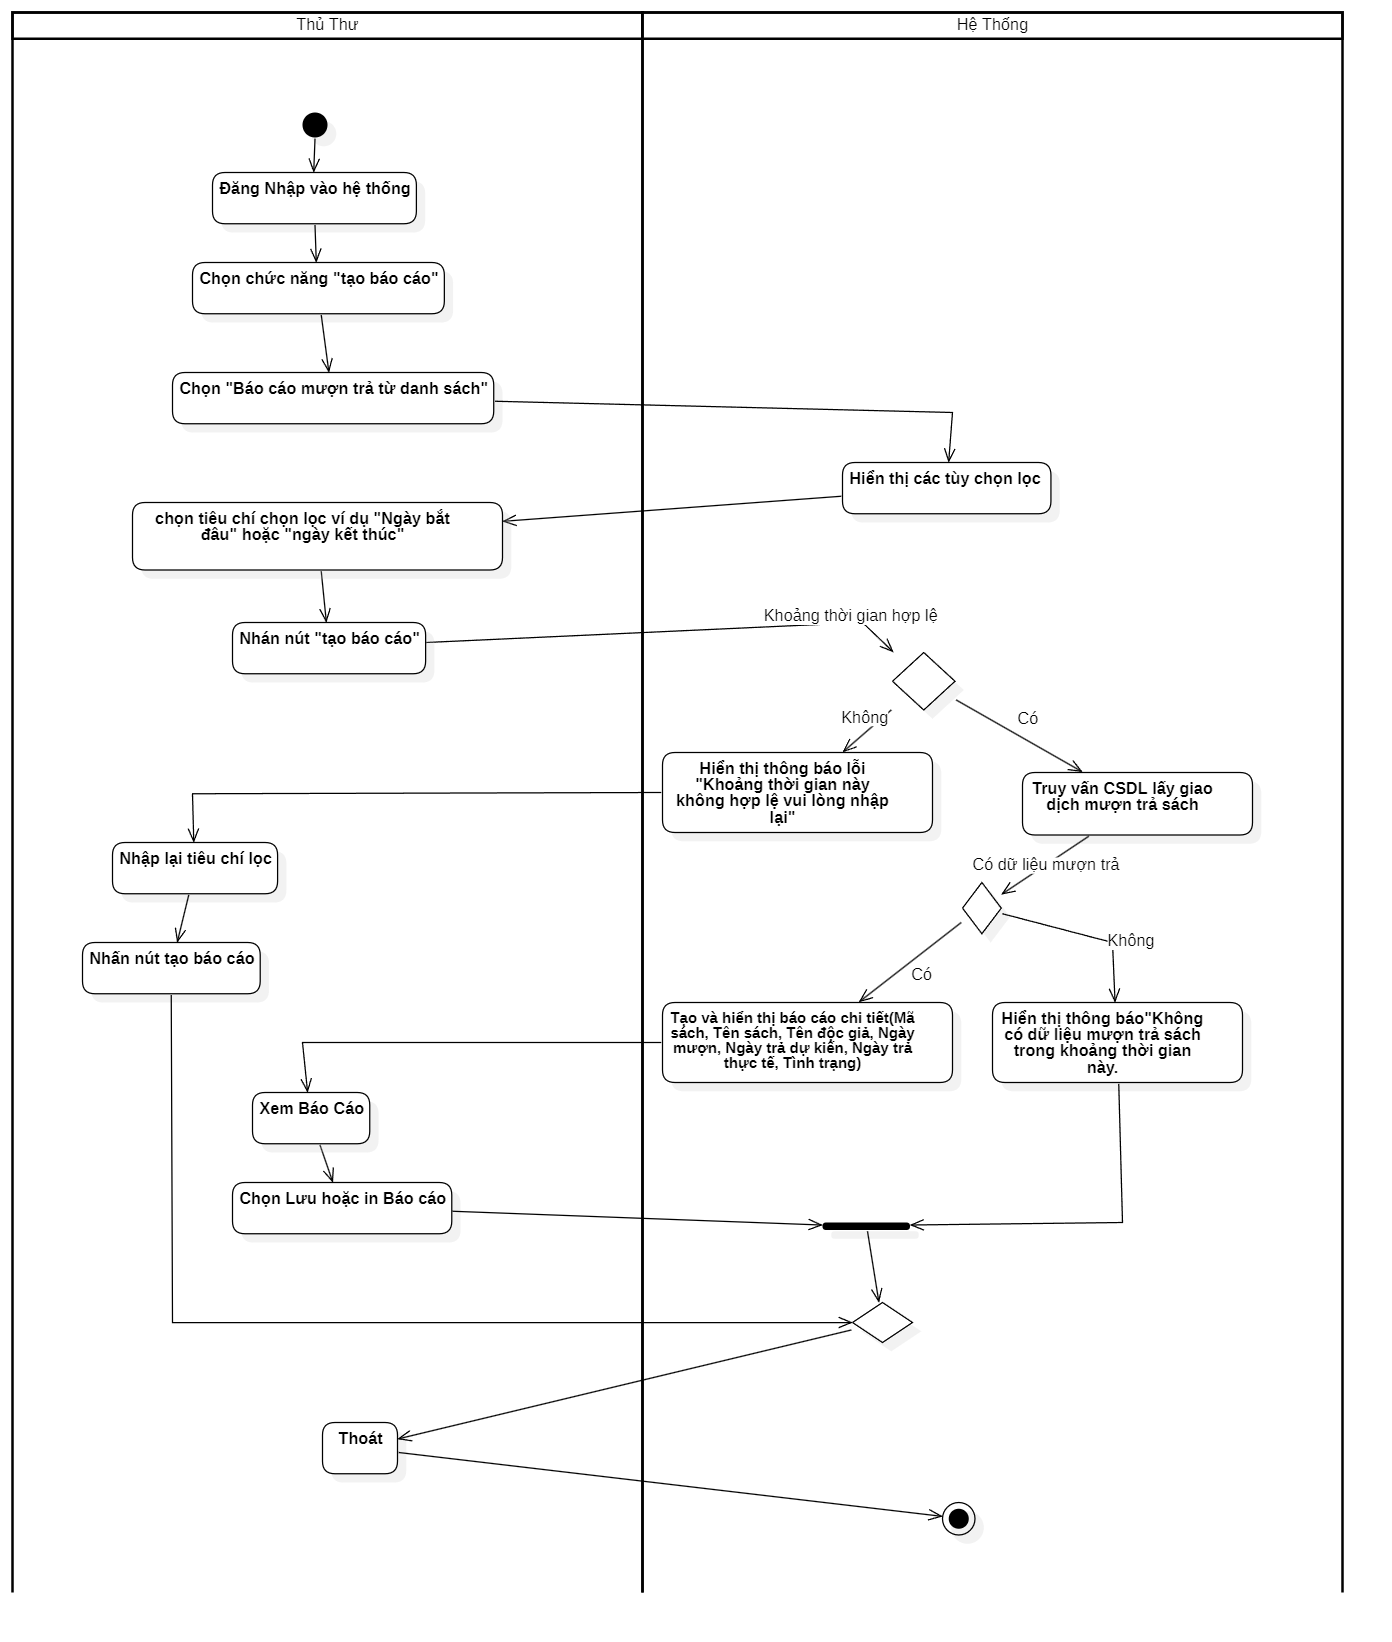 Thủ Thư
Hệ Thống
Đăng Nhập vào hệ thống
Chọn chức năng "tạo báo cáo"
Chọn "Báo cáo mượn trả từ danh sách"
Hiển thị các tùy chọn lọc
chọn tiêu chí chọn lọc ví dụ "Ngày bắt
đâu" hoặc "ngày kết thúc"
Khoảng thời gian hợp lệ
Nhán nút "tạo báo cáo"
Không
Có
Hiển thị thông báo lỗi
"Khoảng thời gian này
không hợp lệ vui lòng nhập
lại"
Truy vấn CSDL lấy giao
dịch mượn trả sách
Nhập lại tiêu chí lọc
Có dữ liệu mượn trả
Nhấn nút tạo báo cáo
Không
Có
Tạo và hiển thị báo cáo chi tiết(Mã
sách, Tên sách, Tên độc giả, Ngày
mượn, Ngày trả dự kiến, Ngày trả
thực tế, Tình trạng)
Hiển thị thông báo"Không
có dữ liệu mượn trả sách
trong khoảng thời gian
này.
Xem Báo Cáo
Chọn Lưu hoặc in Báo cáo
Thoát